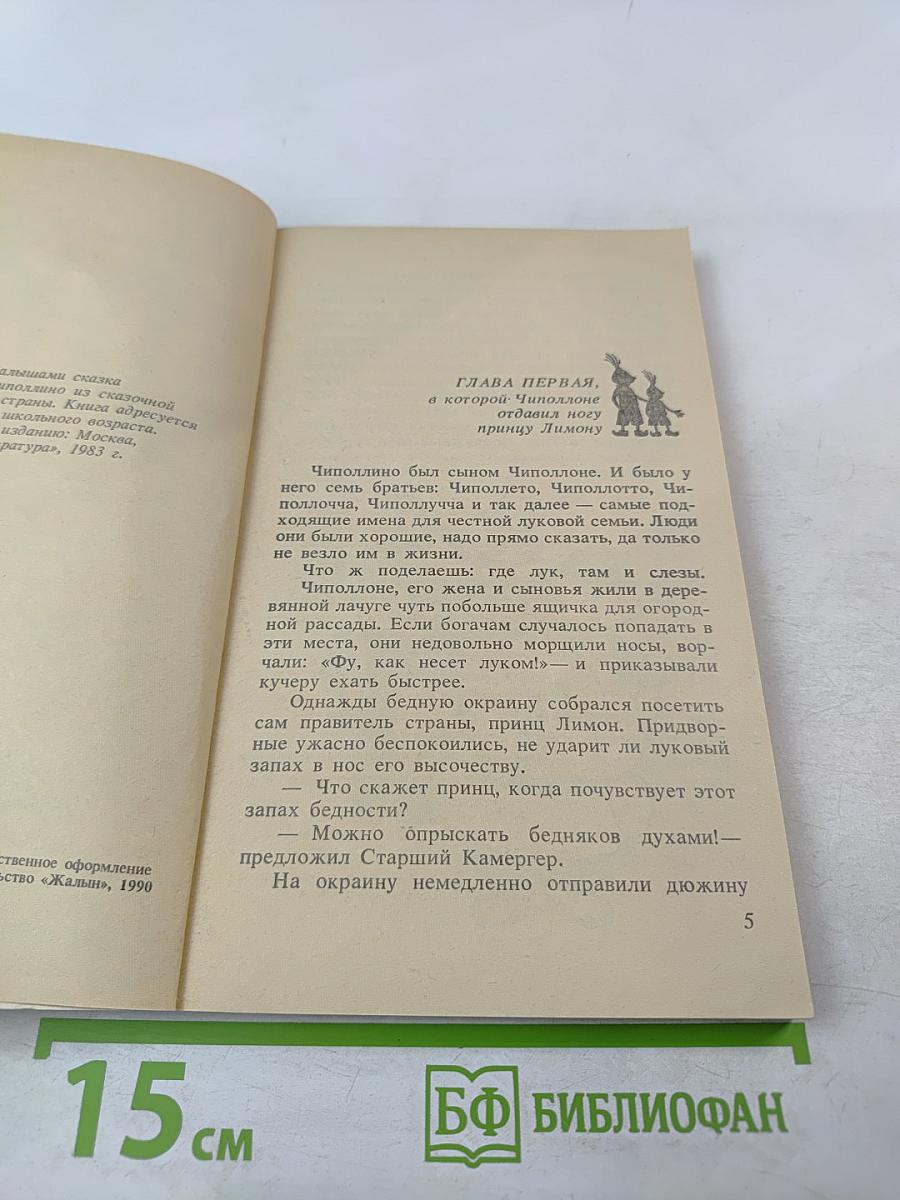 алышами сказка
иполлино из сказочной
страны. Книга адресуется
школьного возраста.
изданию: Москва,
ратура», 1983 г.
ственное оформление
ьство «Жалын», 1990
ГЛАВА ПЕРВАЯ,
в которой Чиполлоне
отдавил ногу
принцу Лимону
Чиполлино был сыном Чиполлоне. И было у
него семь братьев: Чиполлето, Чиполлотто, Чи-
поллочча, Чиполлучча и так далее — самые под-
ходящие имена для честной луковой семьи. Люди
они были хорошие, надо прямо сказать, да только
не везло им в жизни.
Что ж поделаешь: где лук, там и слезы.
Чиполлоне, его жена и сыновья жили в дере-
вянной лачуге чуть побольше ящичка для огород-
ной рассады. Если богачам случалось попадать в
эти места, они недовольно морщили носы, вор-
чали: «Фу, как несет луком!»— и приказывали
кучеру ехать быстрее.
Однажды бедную окраину собрался посетить
сам правитель страны, принц Лимон. Придвор-
ные ужасно беспокоились, не ударит ли луковый
запах в нос его высочеству.
— Что скажет принц, когда почувствует этот
запах бедности?
— Можно опрыскать бедняков духами!—
предложил Старший Камергер.
На окраину немедленно отправили дюжину
5
15 см
БФ БИБЛИОФАН